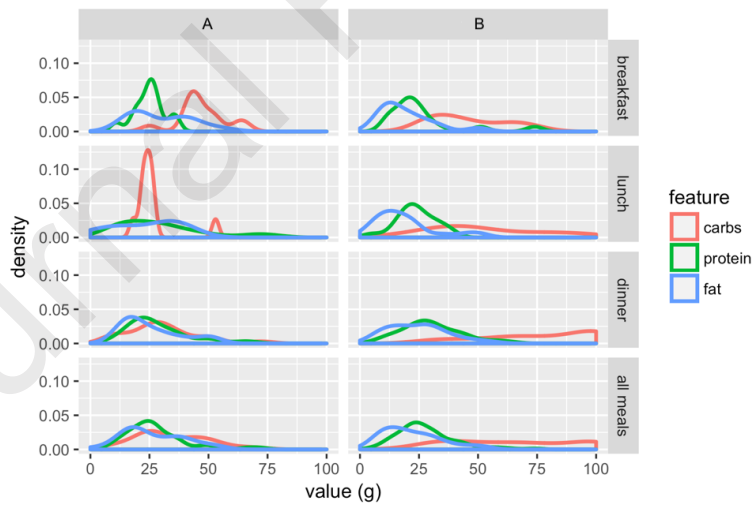 A B
0.10
0.05
0.00
breakfast
0.10
0.05
0.00
lunch
0.10
0.05
0.00
dinner
0.10
0.05
0.00
all meals
0 25 50 75 100 0 25 50 75 100
value (g)
density
feature
carbs
protein
fat